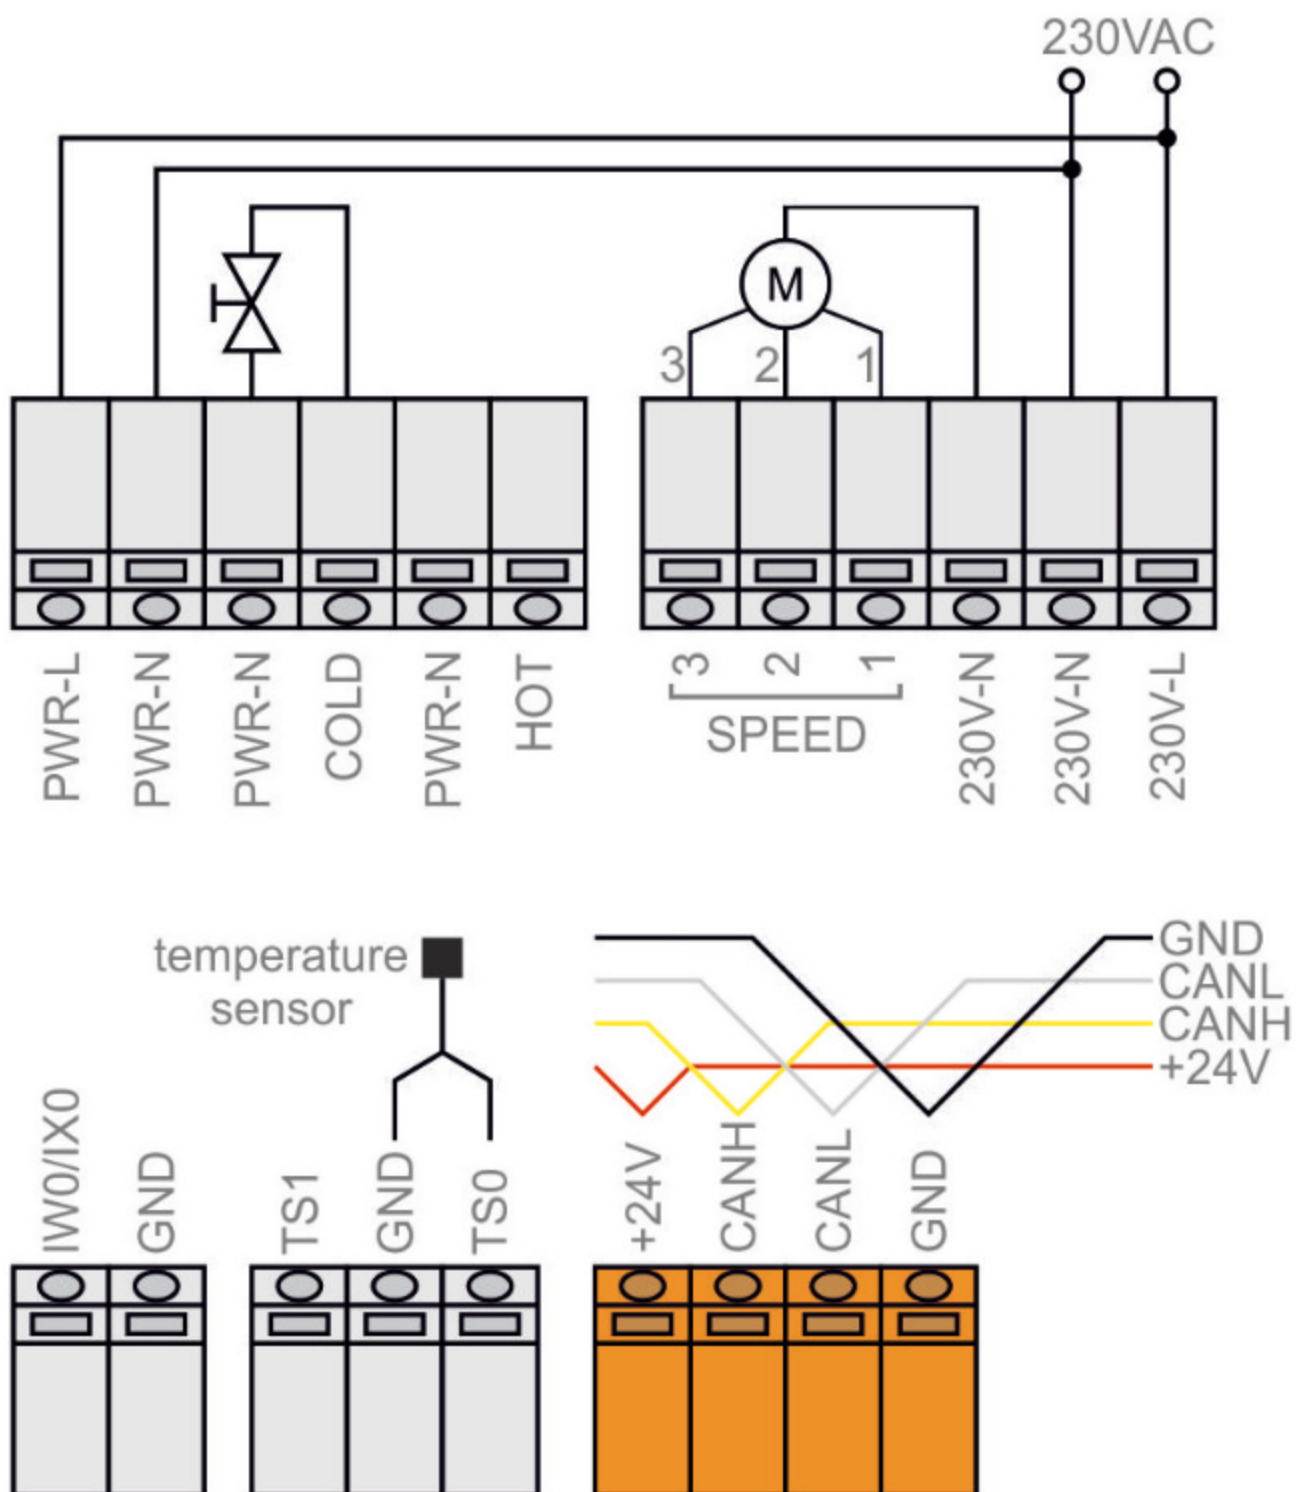 230VAC
M
3 2 1
PWR-L PWR-N PWR-N COLD PWR-N HOT
3 2 1 230V-N 230V-N 230V-L
SPEED
temperature
sensor
GND
CANL
CANH
+24V
IW0/IX0 GND TS1 GND TS0 +24V CANH CANL GND